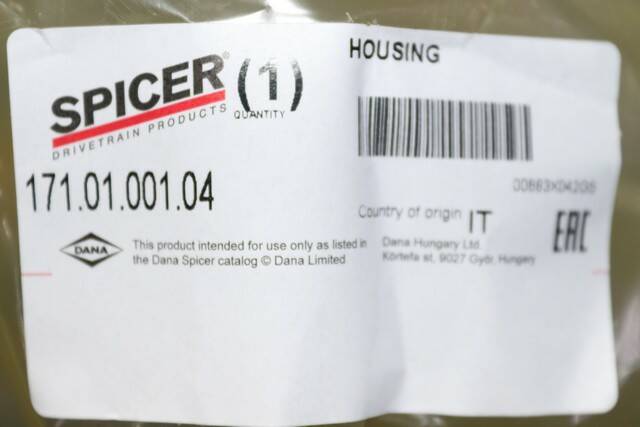 SPICER®
DRIVETRAIN PRODUCTS
(1)
QUANTITY
HOUSING
171.01.001.04
Country of origin IT
DANA
This product intended for use only as listed in
the Dana Spicer catalog © Dana Limited
Dana Hungary Ltd.
Körtefa st, 9027 Győr, Hungary
EAC